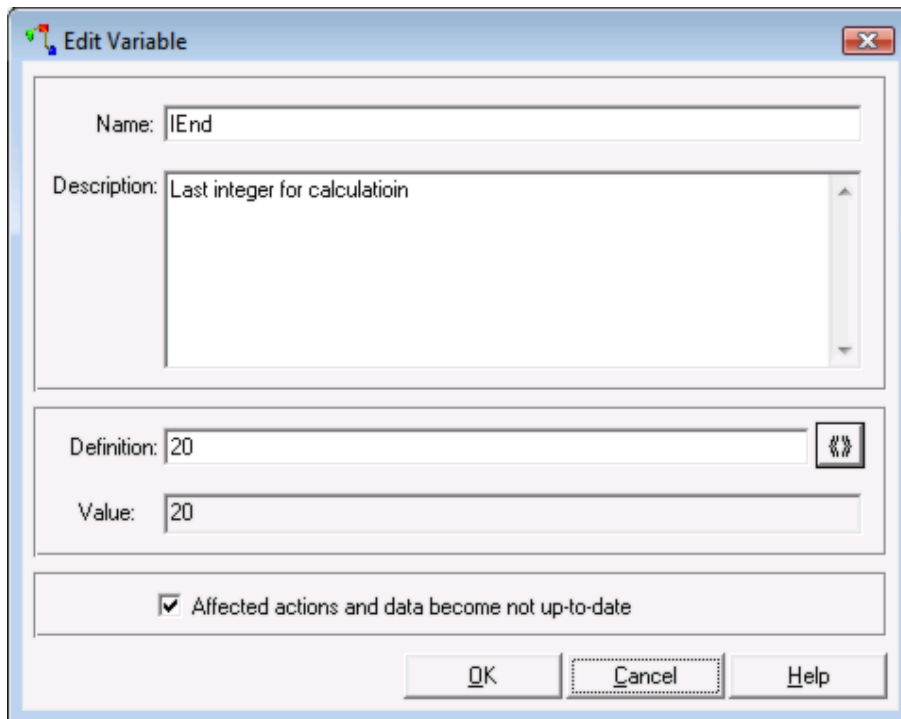 Edit Variable
Name: IEnd
Description: Last integer for calculatioin
Definition: 20
Value: 20
Affected actions and data become not up-to-date
OK Cancel Help